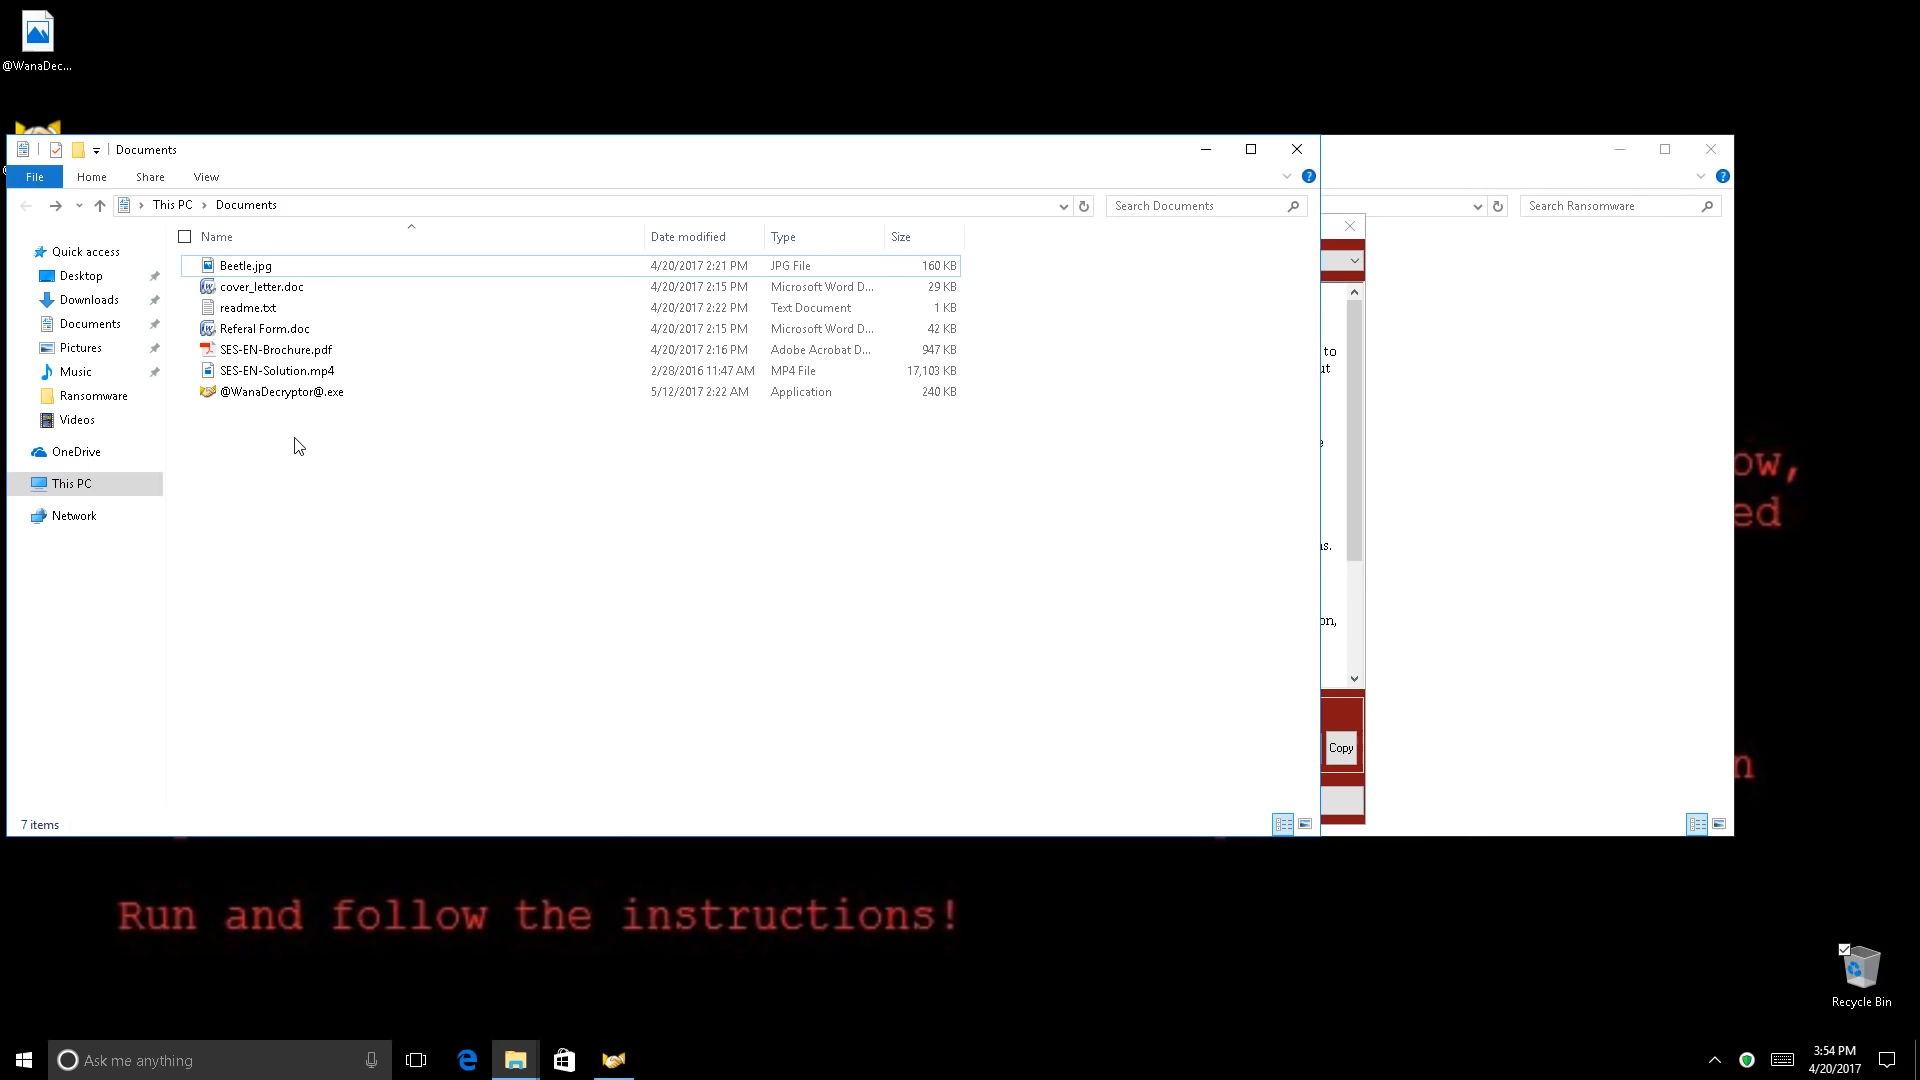 @WanaDec...
Documents
File
Home
Share
View
This PC
Documents
Search Documents
Search Ransomware
Name
Date modified
Type
Size
Beetle.jpg
4/20/2017 2:21 PM
JPG File
160 KB
cover_letter.doc
4/20/2017 2:15 PM
Microsoft Word D...
29 KB
readme.txt
4/20/2017 2:22 PM
Text Document
1 KB
Referal Form.doc
4/20/2017 2:15 PM
Microsoft Word D...
42 KB
SES-EN-Brochure.pdf
4/20/2017 2:16 PM
Adobe Acrobat D...
947 KB
SES-EN-Solution.mp4
2/28/2016 11:47 AM
MP4 File
17,103 KB
@WanaDecryptor@.exe
5/12/2017 2:22 AM
Application
240 KB
Quick access
Desktop
Downloads
Documents
Pictures
Music
Ransomware
Videos
OneDrive
This PC
Network
7 items
to
Copy
Run and follow the instructions!
Recycle Bin
Ask me anything
3:54 PM
4/20/2017